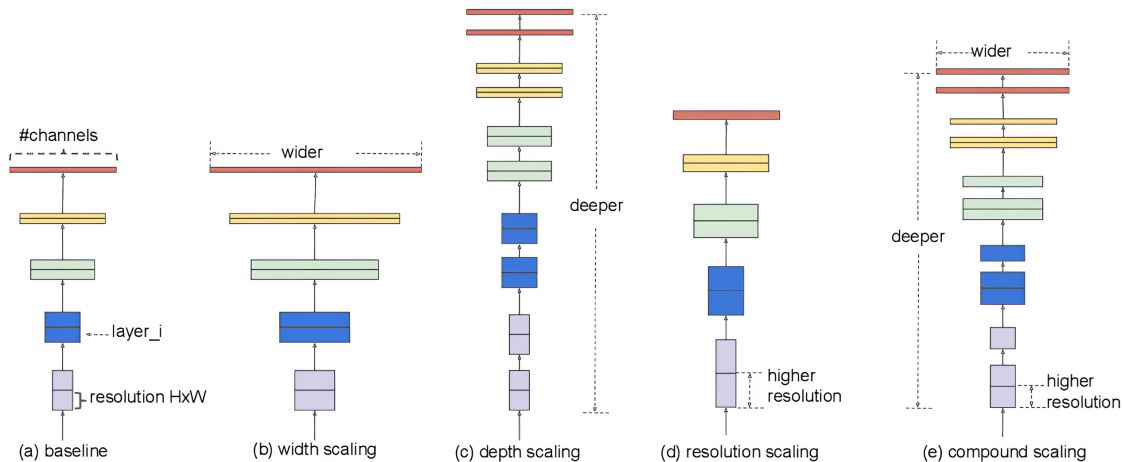 #channels
layer_i
resolution HxW
(a) baseline
wider
(b) width scaling
deeper
(c) depth scaling
higher
resolution
(d) resolution scaling
wider
deeper
higher
resolution
(e) compound scaling